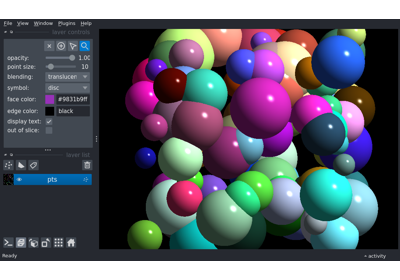 File View Window Plugins Help
layer controls
opacity: 1.00
point size: 10
blending: translucen
symbol: disc
face color: #9831b9ff
edge color: black
display text:
out of slice:
layer list
pts
Ready
activity